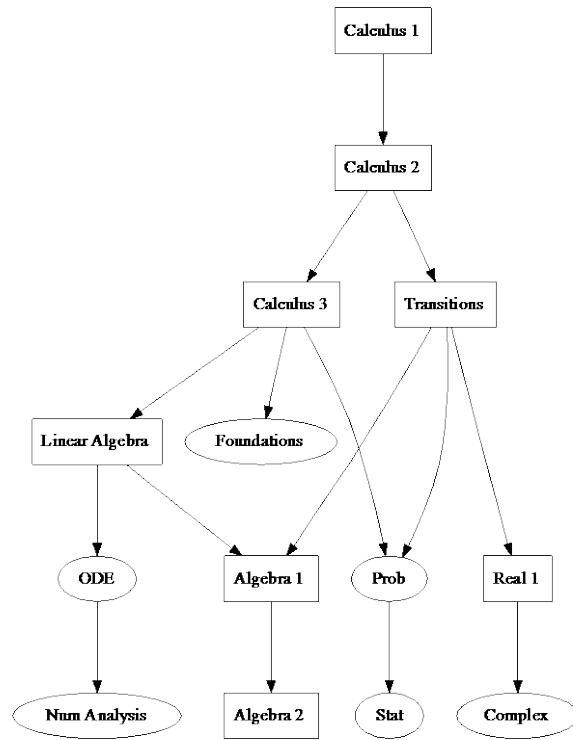 Calculus 1
Calculus 2
Calculus 3
Transitions
Linear Algebra
Foundations
ODE
Algebra 1
Prob
Real 1
Num Analysis
Algebra 2
Stat
Complex